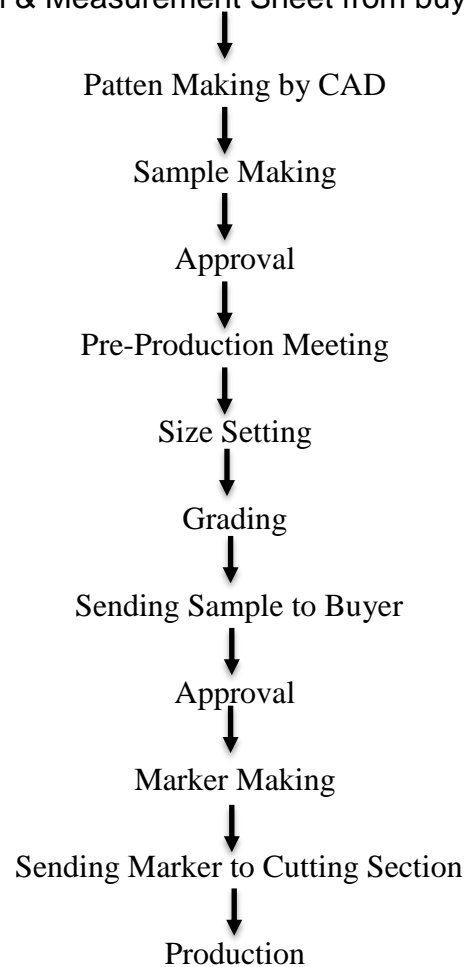 & Measurement Sheet from buy
Patten Making by CAD
Sample Making
Approval
Pre-Production Meeting
Size Setting
Grading
Sending Sample to Buyer
Approval
Marker Making
Sending Marker to Cutting Section
Production